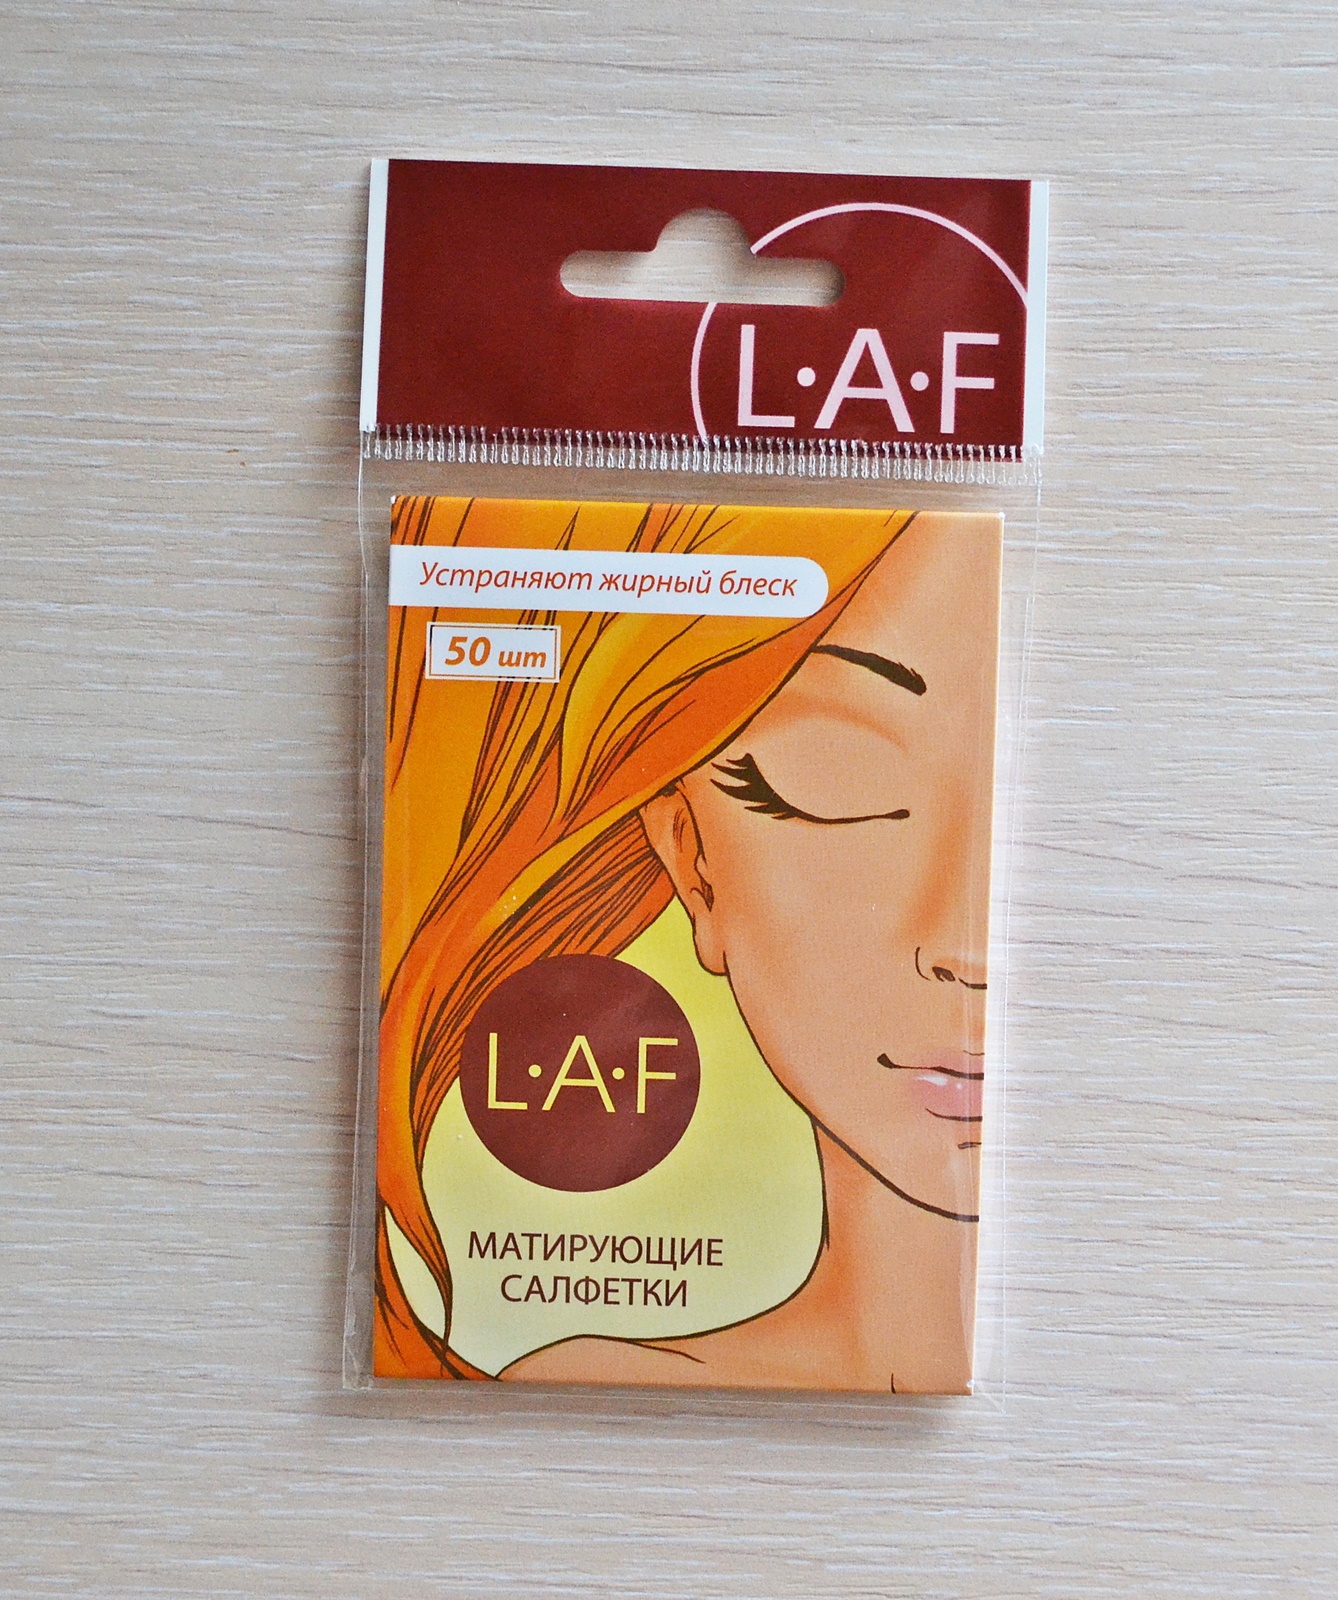 L·A·F
Устраняют жирный блеск
50 шт
L·A·F
МАТИРУЮЩИЕ
САЛФЕТКИ